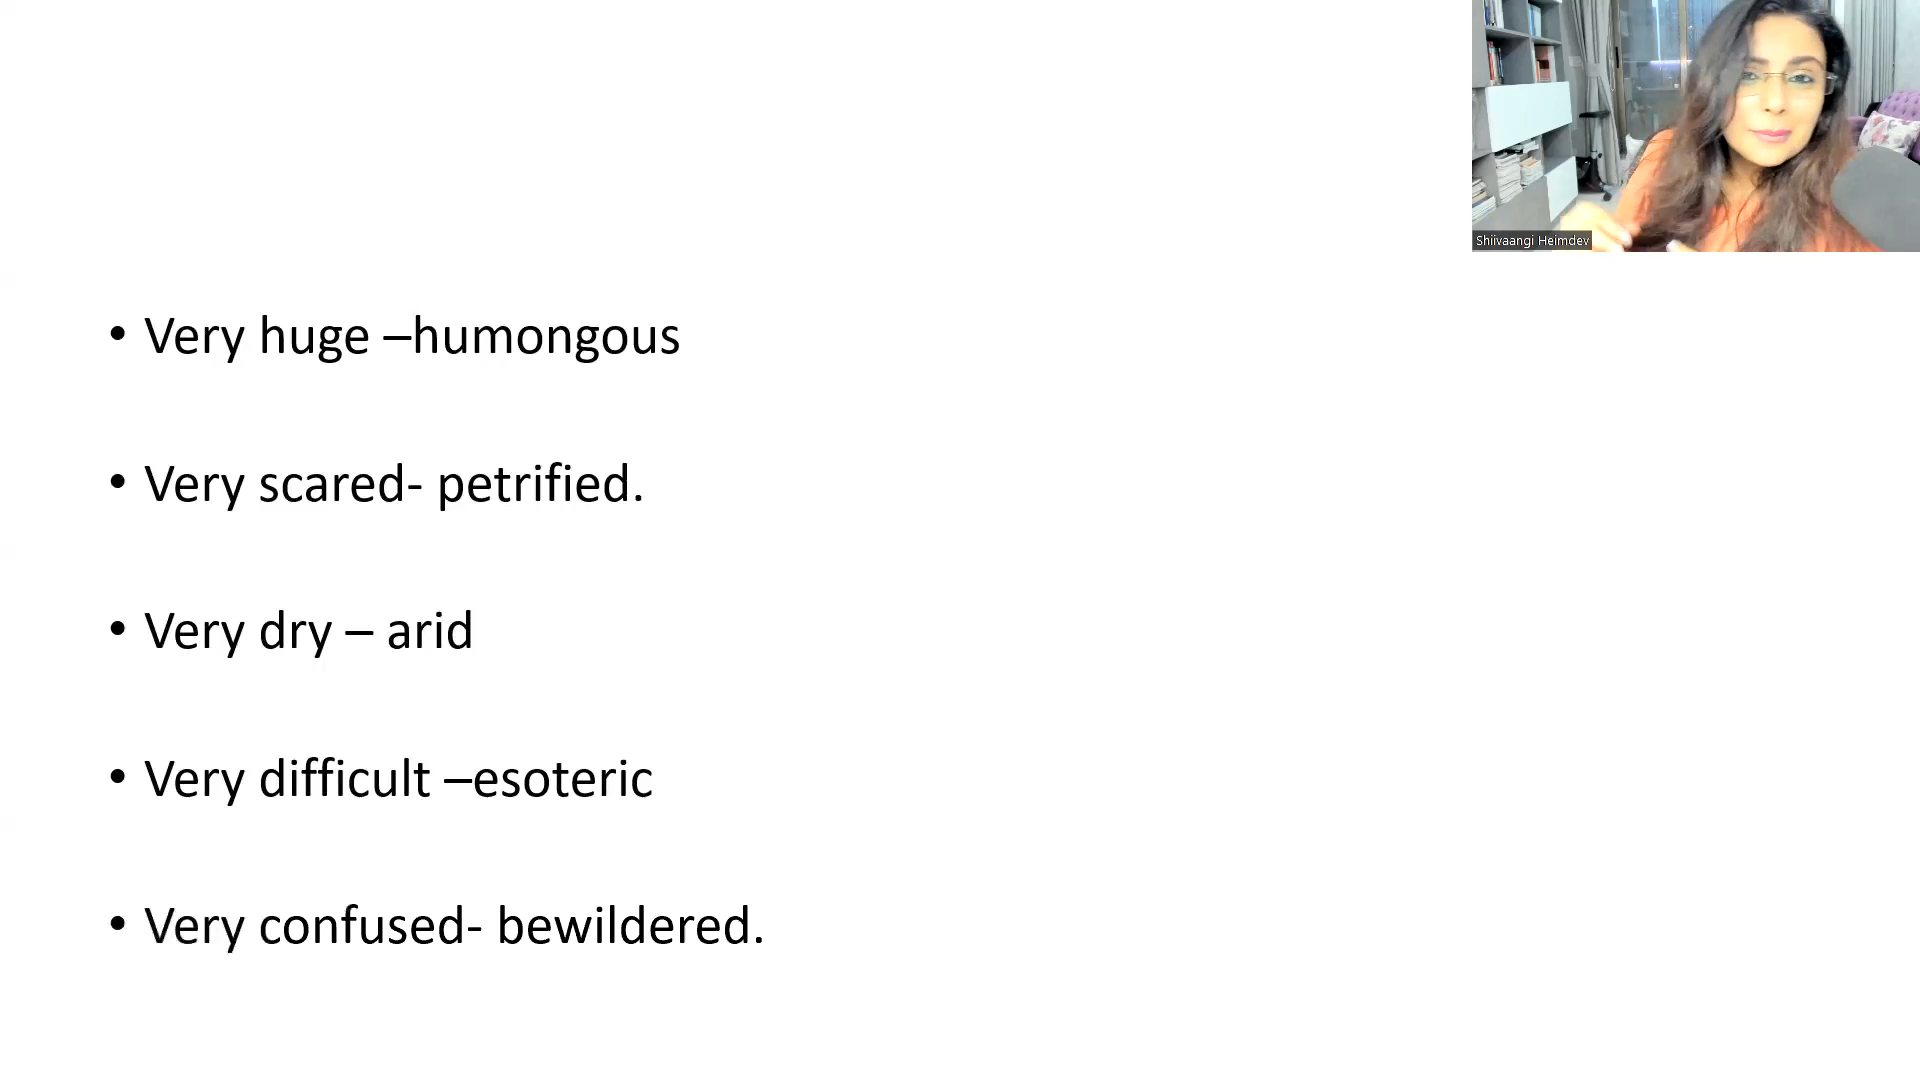 Shiivaangi Heimdev
• Very huge –humongous
• Very scared- petrified.
• Very dry – arid
• Very difficult –esoteric
• Very confused- bewildered.